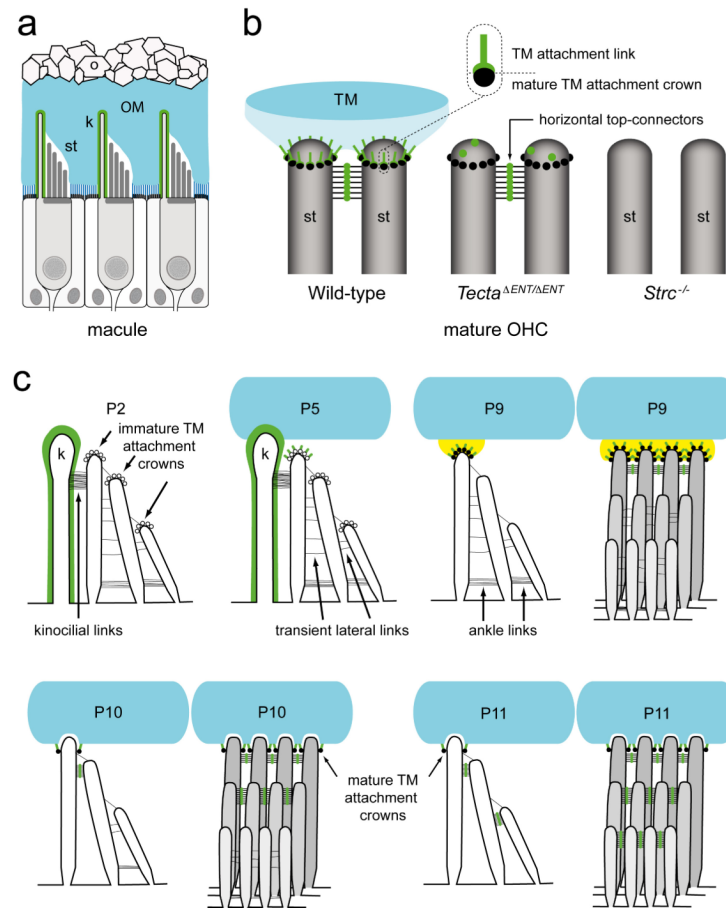 a
OM
k
st
macule
b
TM attachment link
mature TM attachment crown
TM
horizontal top-connectors
st
st
st
st
Wild-type
Tecta ΔENT/ΔENT
Strc -/-
mature OHC
c
P2
immature TM
attachment
crowns
k
kinocilial links
P5
k
transient lateral links
P9
ankle links
P9
P10
P10
mature TM
attachment
crowns
P11
P11